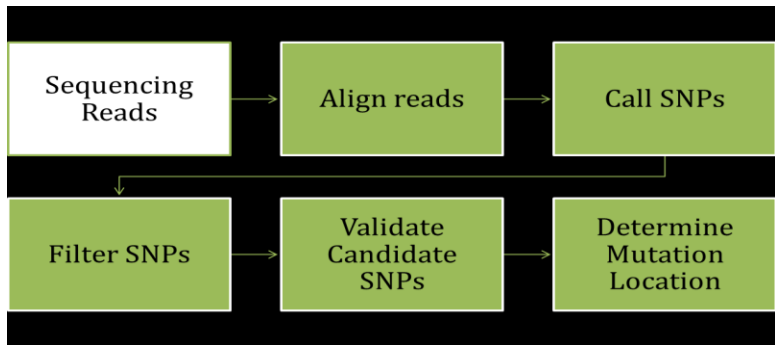 Sequencing
Reads
Align reads
Call SNPs
Filter SNPs
Validate
Candidate
SNPs
Determine
Mutation
Location